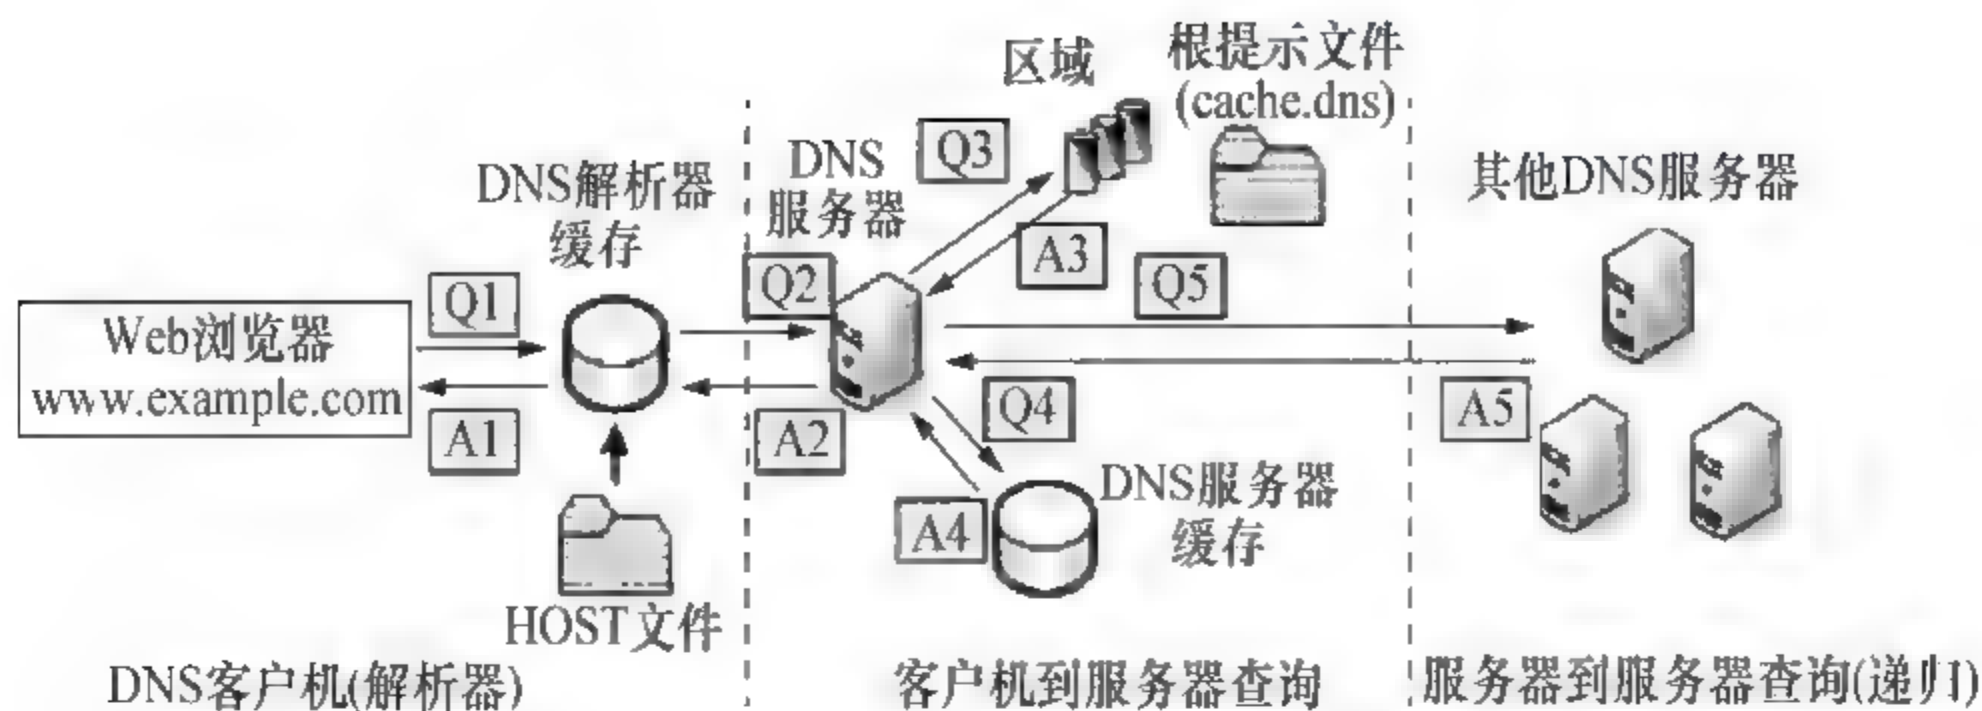 区域
根提示文件
(cache.dns)
DNS解析器
缓存
DNS
服务器
Q3
A3
其他DNS服务器
Q1
Q2
Q5
Web浏览器
www.example.com
A1
A2
Q4
A5
A4
DNS服务器
缓存
HOST文件
DNS客户机(解析器)
客户机到服务器查询
服务器到服务器查询(递归)